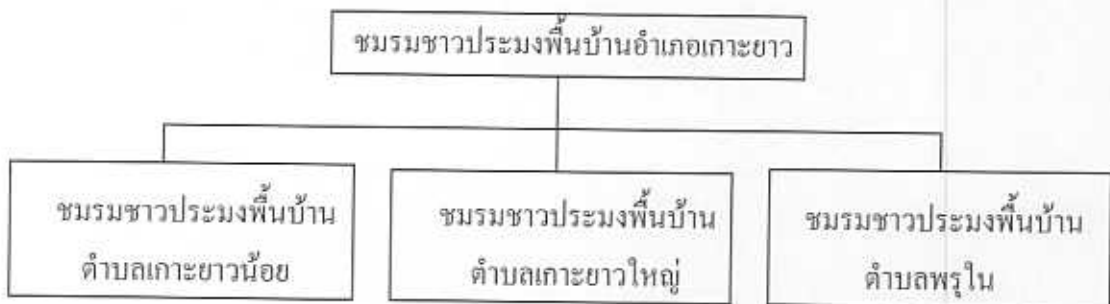 ชมรมชาวประมงพื้นบ้านอำเภอเกาะยาว
ชมรมชาวประมงพื้นบ้าน
ตำบลเกาะยาวน้อย
ชมรมชาวประมงพื้นบ้าน
ตำบลเกาะยาวใหญ่
ชมรมชาวประมงพื้นบ้าน
ตำบลพรุใน